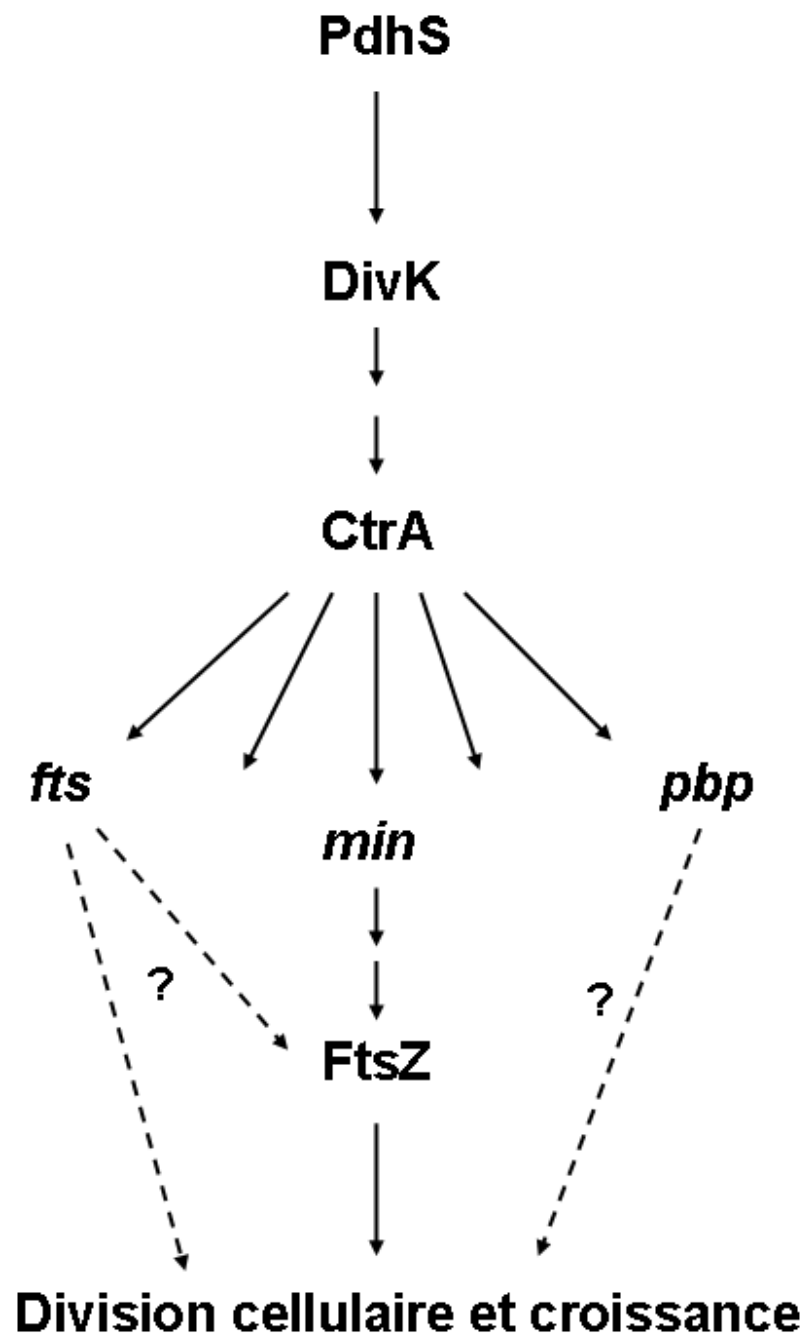 PdhS
DivK
CtrA
fts
pbp
min
?
?
FtsZ
Division cellulaire et croissance